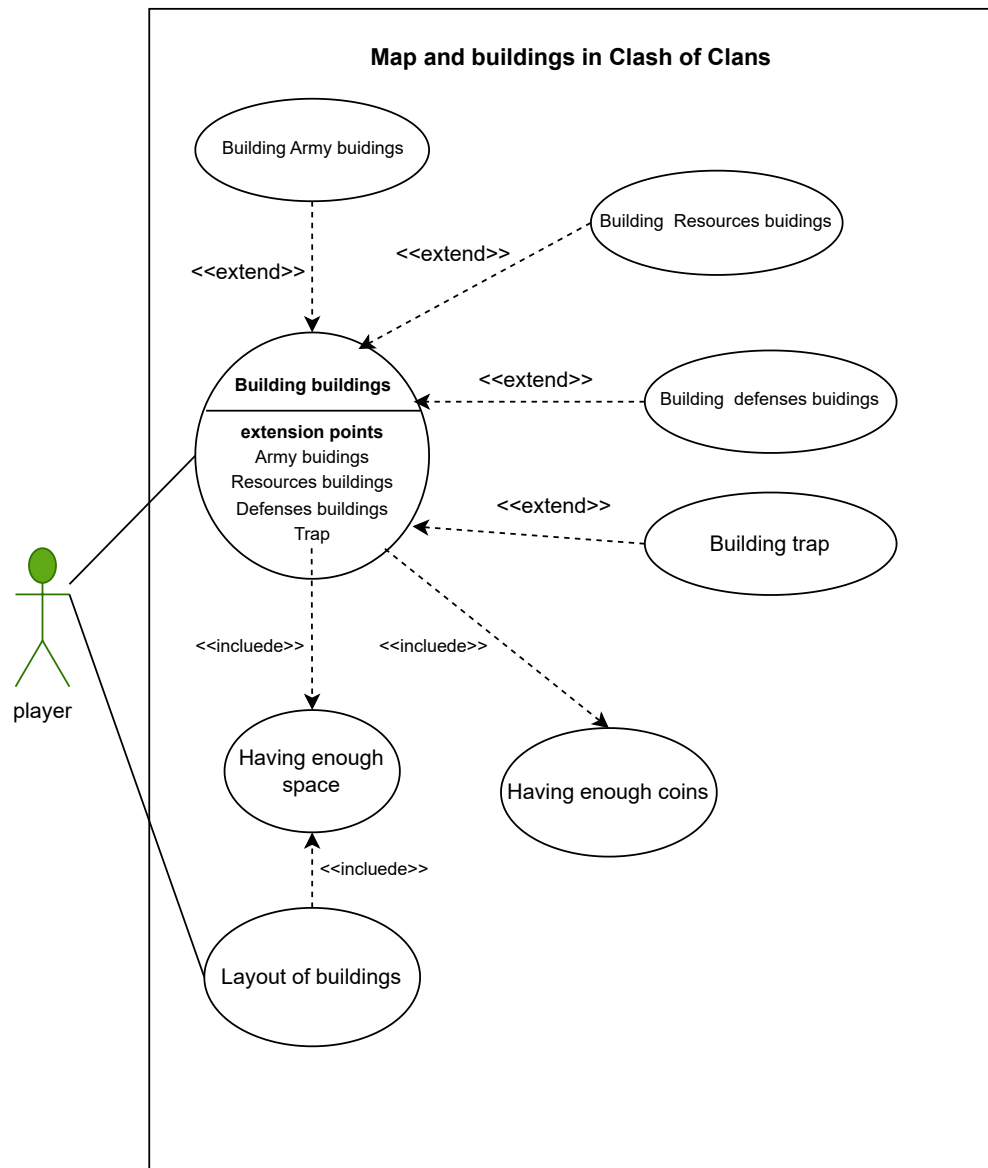 Map and buildings in Clash of Clans
Building Army buidings
Building  Resources buidings
<<extend>>
<<extend>>
<<extend>>
Building  defenses buidings
Building buildings
extension points
Army buidings
Resources buildings
Defenses buildings
Trap
<<extend>>
Building trap
player
<<incluede>>
<<incluede>>
Having enough
space
Having enough coins
<<incluede>>
Layout of buildings